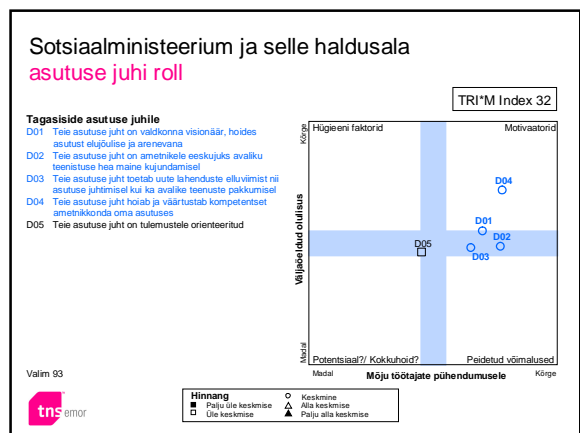 Sotsiaalministeerium ja selle haldusala
asutuse juhi roll
TRI*M Index 32
Tagasiside asutuse juhile
D01 Teie asutuse juht on valdkonna visionäär, hoides
asutust elujõulise ja arenevana
D02 Teie asutuse juht on ametnikele eeskujuks avaliku
teenistuse hea maine kujundamisel
D03 Teie asutuse juht toetab uute lahenduste elluviimist nii
asutuse juhtimisel kui ka avalike teenuste pakkumisel
D04 Teie asutuse juht hoiab ja väärtustab kompetentset
ametnikkonda oma asutuses
D05 Teie asutuse juht on tulemustele orienteeritud
Kõrge
Hügieeni faktorid
Motivaatorid
D04
D01
D02
D05
D03
Väljaöeldud olulisus
Madal
Potentsiaal?/ Kokkuhoid?
Peidetud võimalused
Madal
Mõju töötajate pühendumusele
Kõrge
Valim 93
Hinnang
Palju üle keskmise
Üle keskmise
Keskmine
Alla keskmise
Palju alla keskmise
tns emor